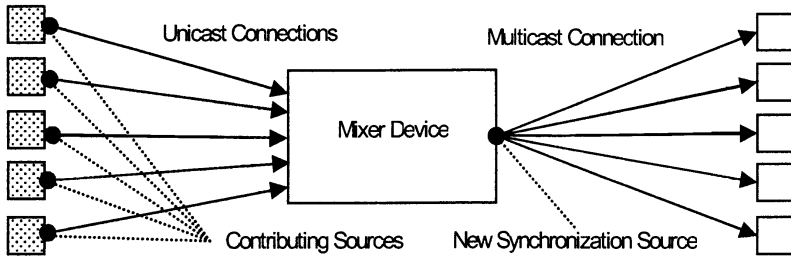 Unicast Connections
Multicast Connection
Mixer Device
Contributing Sources
New Synchronization Source